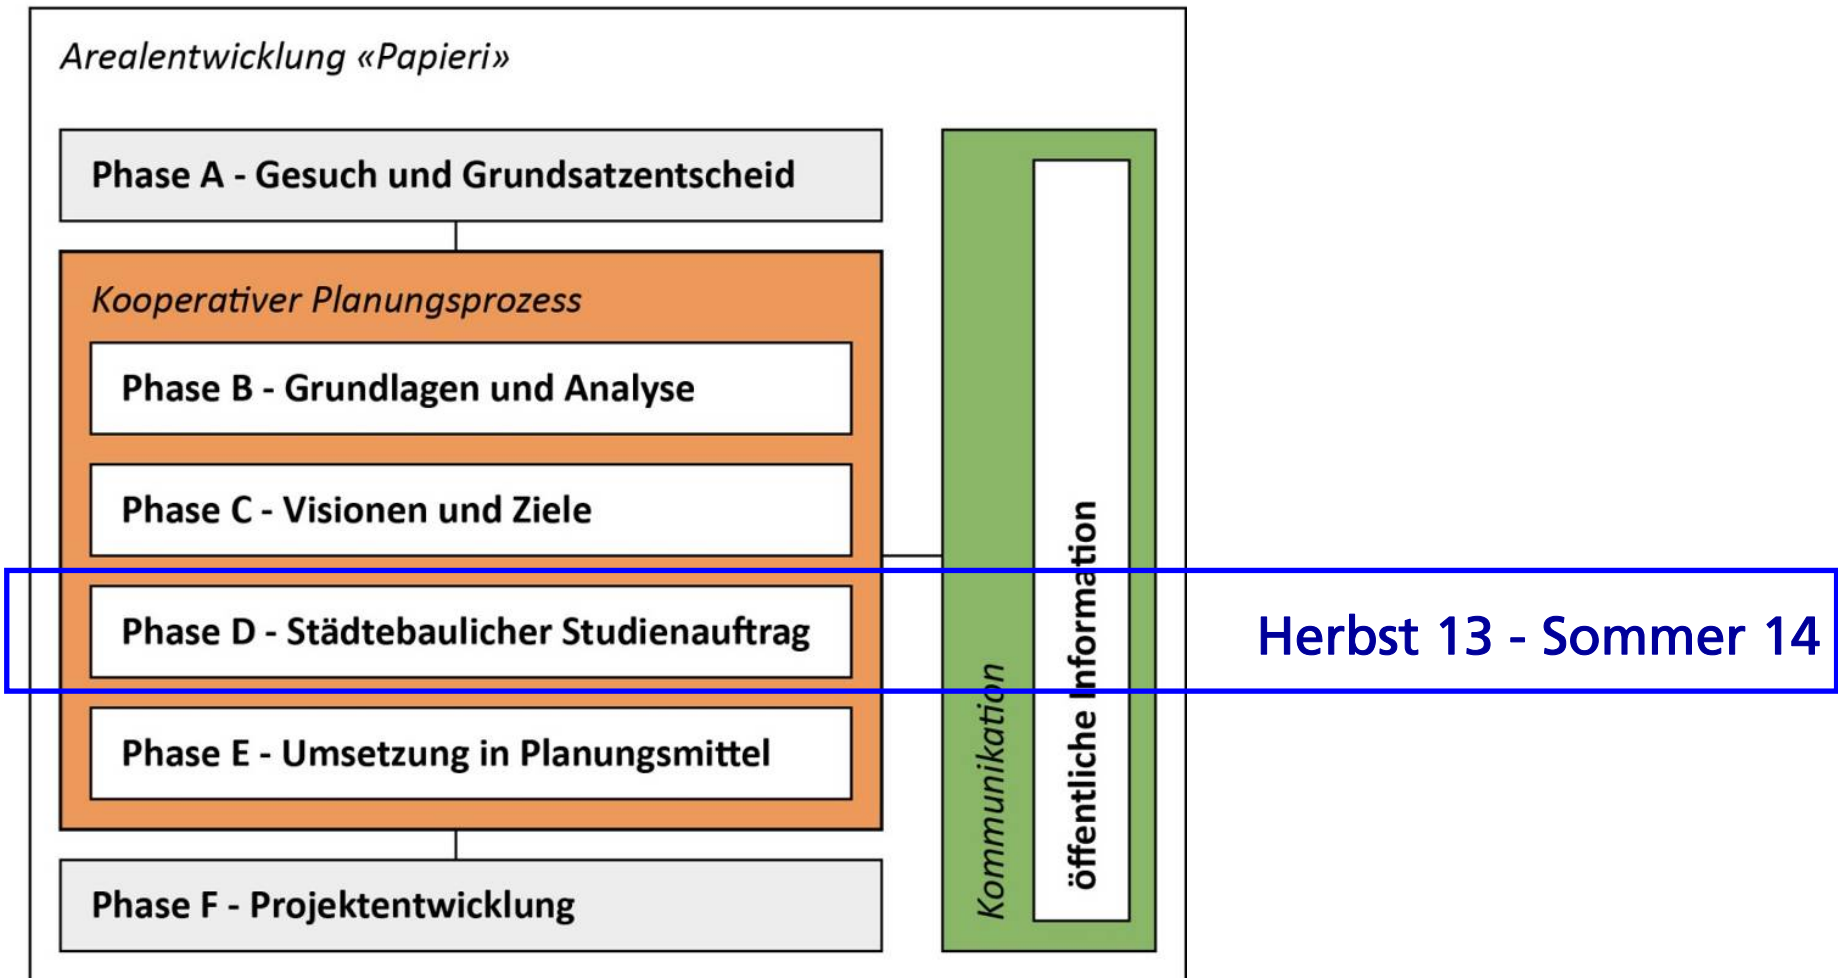 Arealentwicklung «Papieri»
Phase A - Gesuch und Grundsatzentscheid
Kooperativer Planungsprozess
Phase B - Grundlagen und Analyse
Phase C - Visionen und Ziele
Phase D - Städtebaulicher Studienauftrag
Phase E - Umsetzung in Planungsmittel
Phase F - Projektentwicklung
Kommunikation
öffentliche Information
Herbst 13 - Sommer 14